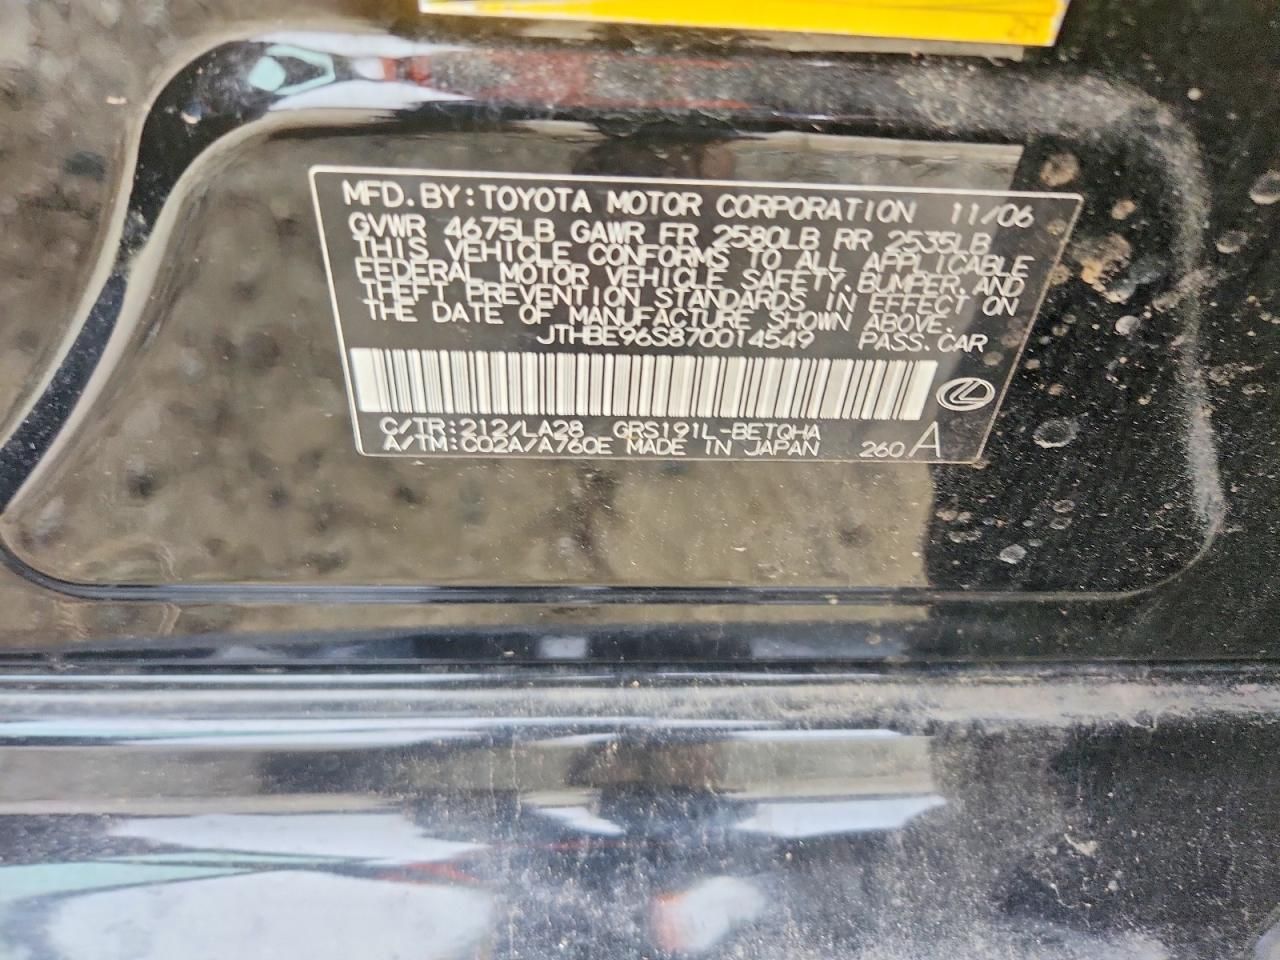 MFD. BY: TOYOTA MOTOR CORPORATION 11/06
GVWR 4675LB GAWR FR 2580LB RR 2535LB
THIS VEHICLE CONFORMS TO ALL APPLICABLE
FEDERAL MOTOR VEHICLE SAFETY, BUMPER, AND
THEFT PREVENTION STANDARDS IN EFFECT ON
THE DATE OF MANUFACTURE SHOWN ABOVE.
JTHBE96S870014549 PASS. CAR
C/TR: 212/LA28 GRS191L-BETQHA
A/TM: C02A/A760E MADE IN JAPAN 260 A